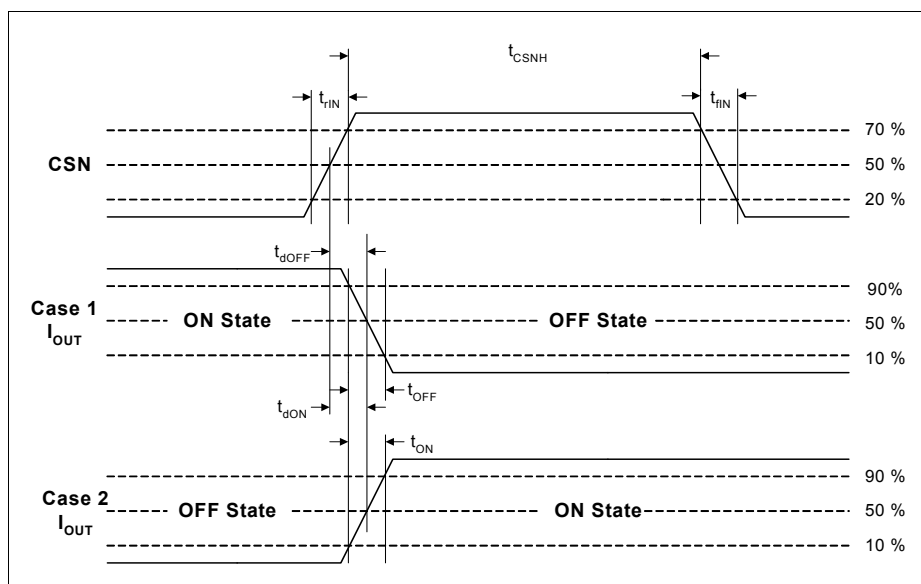 tCSNH
trIN
tfIN
CSN
70 %
50 %
20 %
tdOFF
Case 1
IOUT
ON State
OFF State
90%
50 %
10 %
tOFF
tdON
tON
Case 2
IOUT
OFF State
ON State
90 %
50 %
10 %